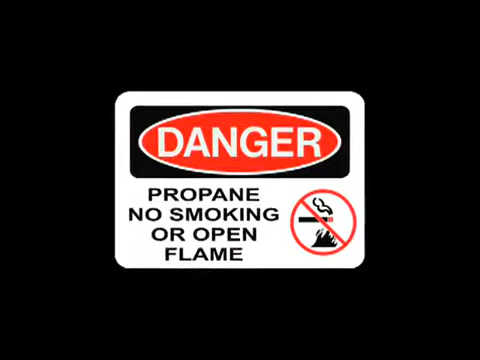 DANGER
PROPANE
NO SMOKING
OR OPEN
FLAME